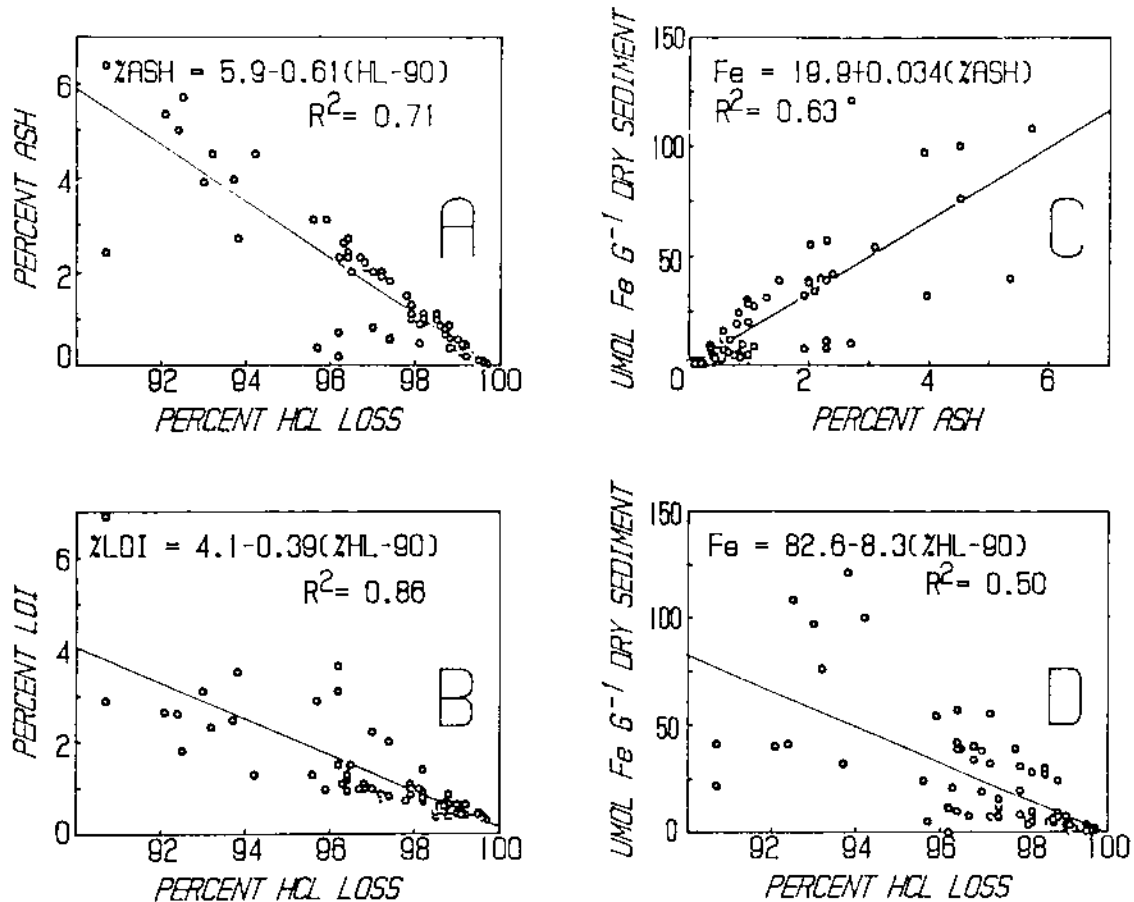 PERCENT ASH
6
4
2
0
%ASH = 5.9-0.61(HL-90)
R² = 0.71
A
92 94 96 98 100
PERCENT HCL LOSS
UMOL Fe G⁻¹ DRY SEDIMENT
150
100
50
0
Fe = 19.9+0.034(%ASH)
R² = 0.63
C
2 4 6
PERCENT ASH
PERCENT LOI
6
4
2
0
%LOI = 4.1-0.39(%HL-90)
R² = 0.86
B
92 94 96 98 100
PERCENT HCL LOSS
UMOL Fe G⁻¹ DRY SEDIMENT
150
100
50
0
Fe = 82.6-8.3(%HL-90)
R² = 0.50
D
92 94 96 98 100
PERCENT HCL LOSS